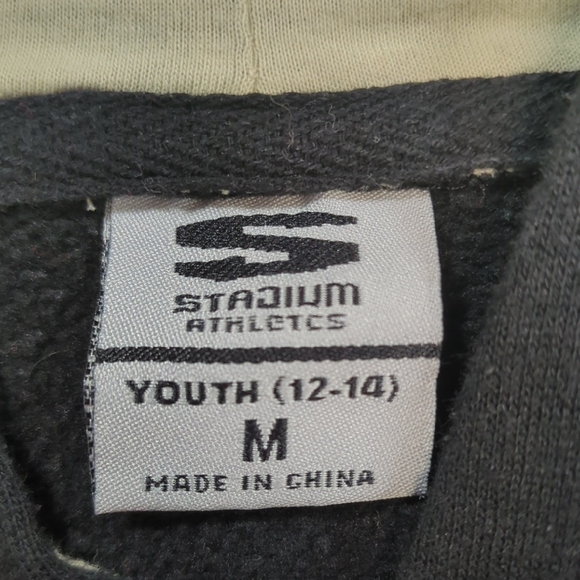 STADIUM
ATHLETCS
YOUTH (12-14)
M
MADE IN CHINA